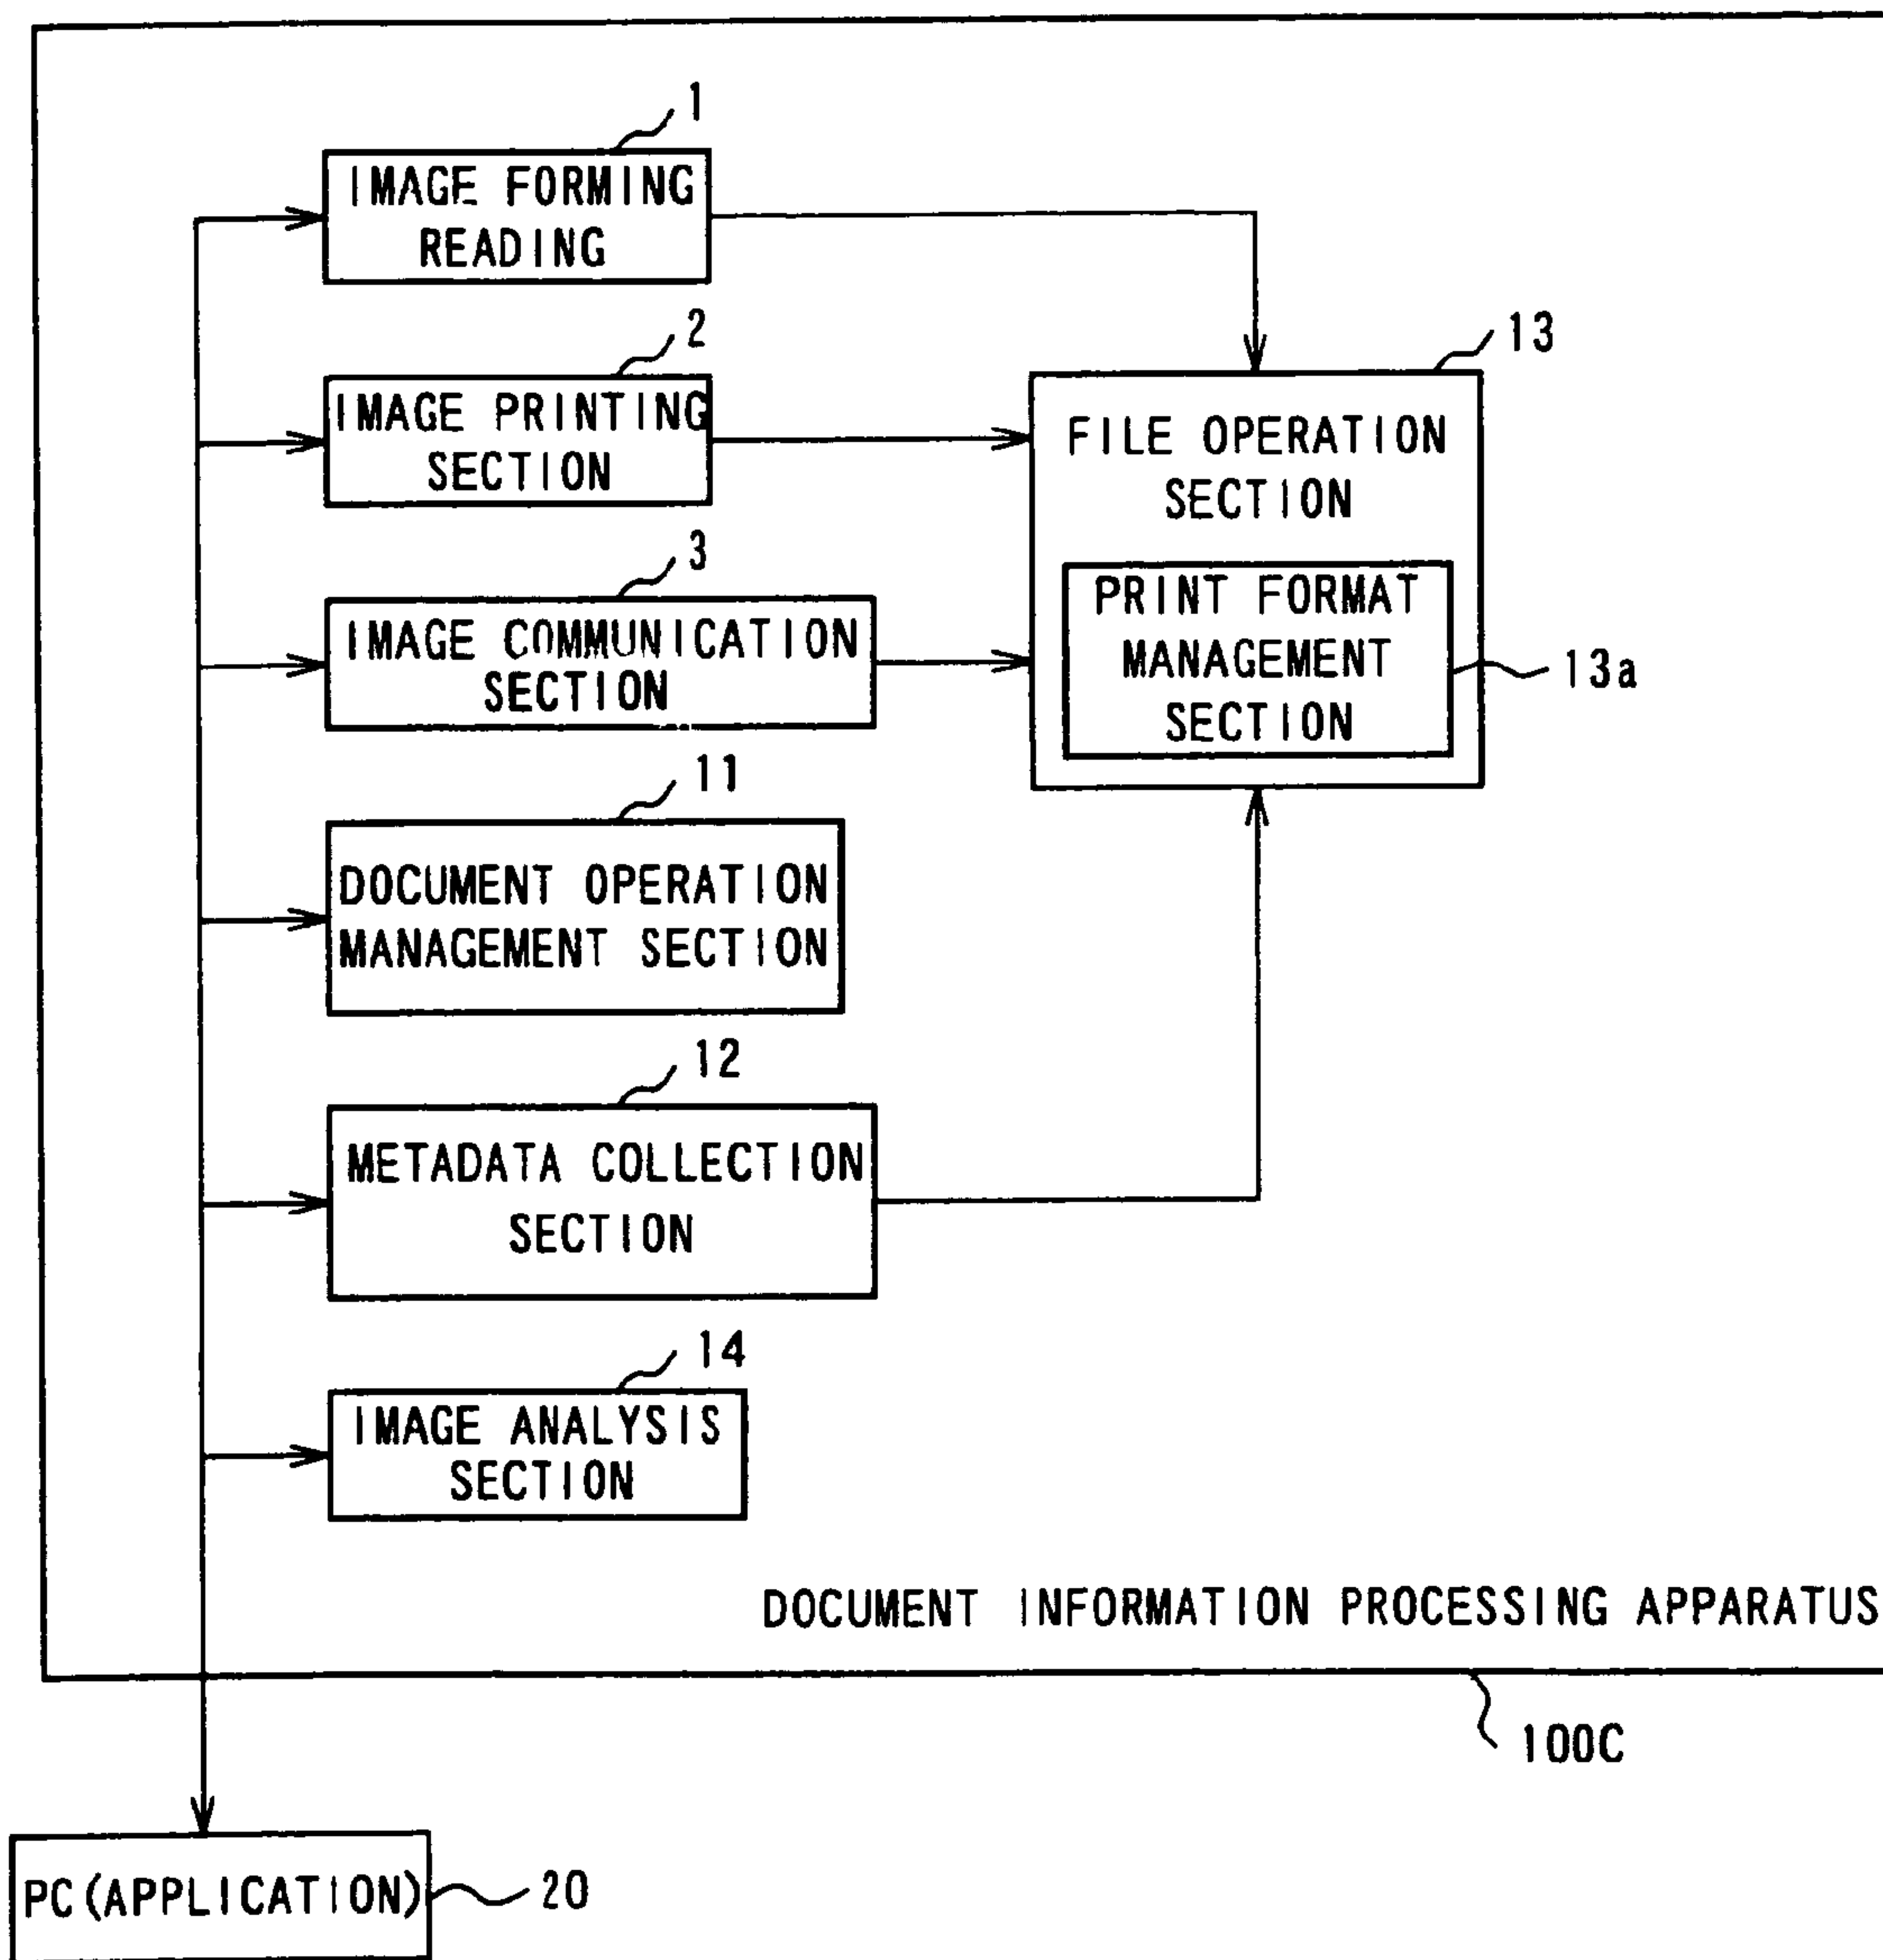 1
IMAGE FORMING
READING
2
IMAGE PRINTING
SECTION
3
IMAGE COMMUNICATION
SECTION
11
DOCUMENT OPERATION
MANAGEMENT SECTION
12
METADATA COLLECTION
SECTION
14
IMAGE ANALYSIS
SECTION
13
FILE OPERATION
SECTION
PRINT FORMAT
MANAGEMENT
SECTION
13a
DOCUMENT INFORMATION PROCESSING APPARATUS
100C
PC(APPLICATION)
20